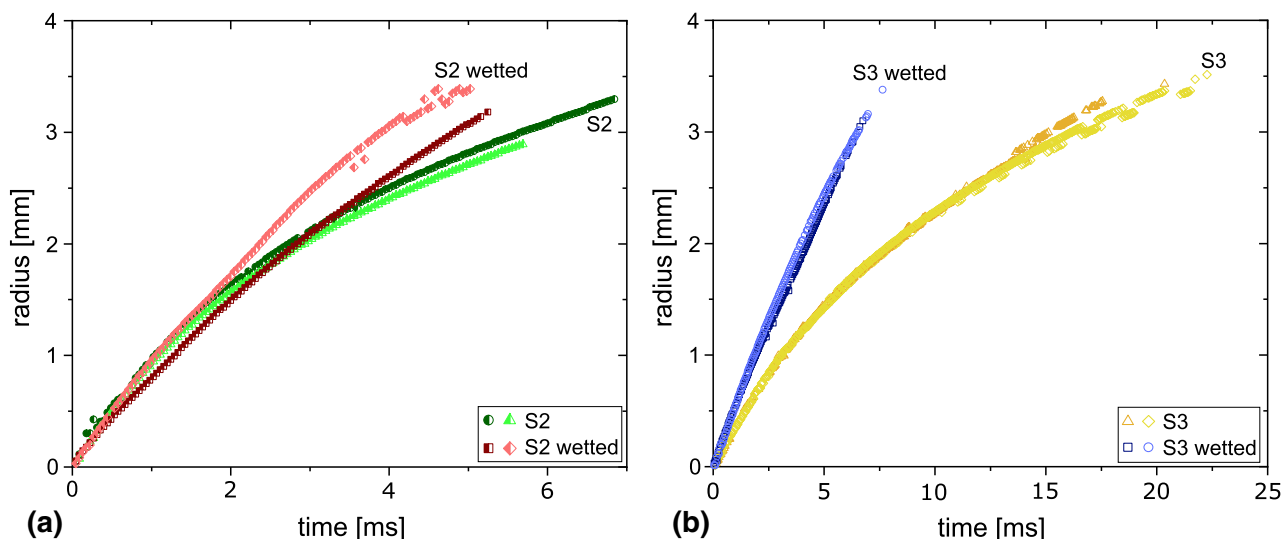 4
3
2
1
0
radius [mm]
S2 wetted
S2
S2
S2 wetted
0
2
4
6
time [ms]
(a)
4
3
2
1
0
radius [mm]
S3 wetted
S3
S3
S3 wetted
0
5
10
15
20
25
time [ms]
(b)